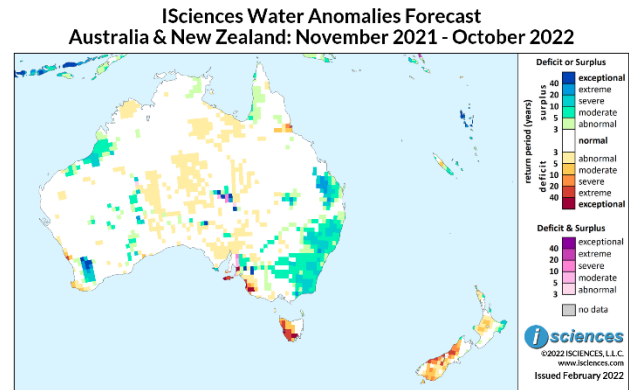 ISciences Water Anomalies Forecast
Australia & New Zealand: November 2021 - October 2022
Deficit or Surplus
return period (years)
surplus
deficit
exceptional
40
extreme
20
severe
10
moderate
5
abnormal
3
normal
3
abnormal
5
moderate
10
severe
20
extreme
40
exceptional
Deficit & Surplus
exceptional
40
extreme
20
severe
10
moderate
5
abnormal
3
no data
isciences
©2022 ISCIENCES, L.L.C.
www.isciences.com
Issued February 2022